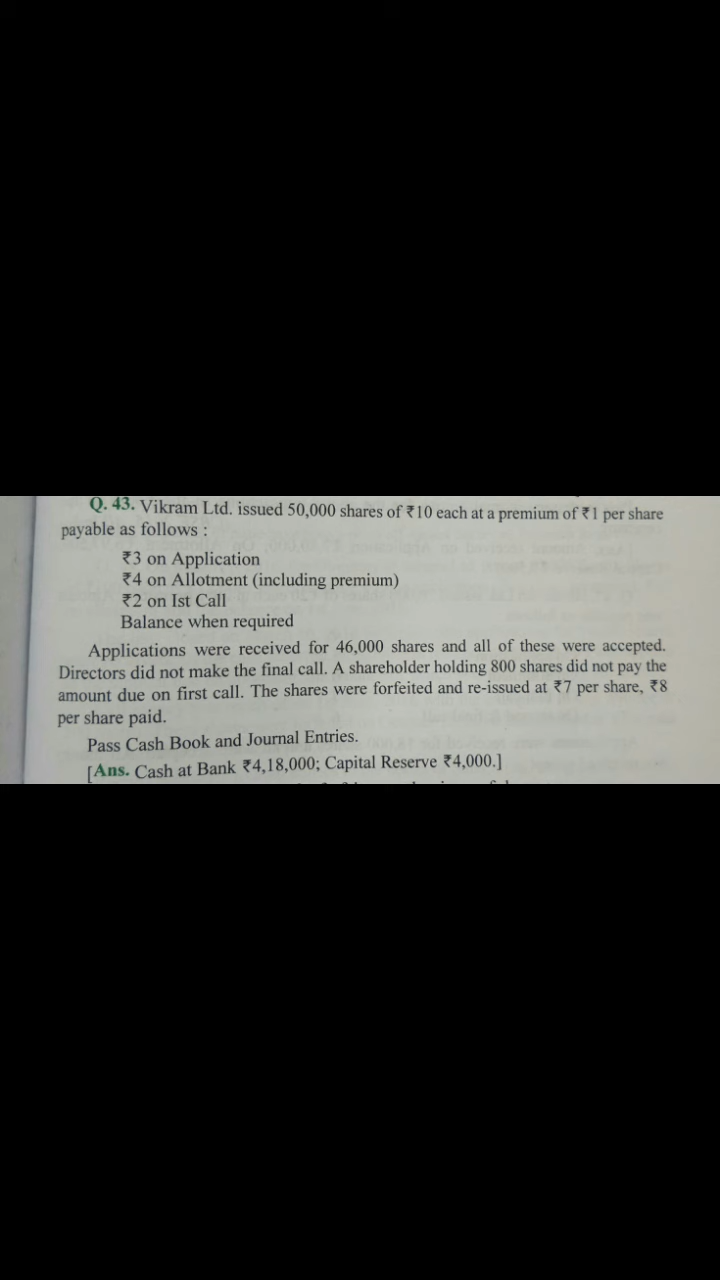 Q. 43. Vikram Ltd. issued 50,000 shares of ₹10 each at a premium of ₹1 per share
payable as follows :
₹3 on Application
₹4 on Allotment (including premium)
₹2 on Ist Call
Balance when required
Applications were received for 46,000 shares and all of these were accepted.
Directors did not make the final call. A shareholder holding 800 shares did not pay the
amount due on first call. The shares were forfeited and re-issued at ₹7 per share, ₹8
per share paid.
Pass Cash Book and Journal Entries.
[Ans. Cash at Bank ₹4,18,000; Capital Reserve ₹4,000.]